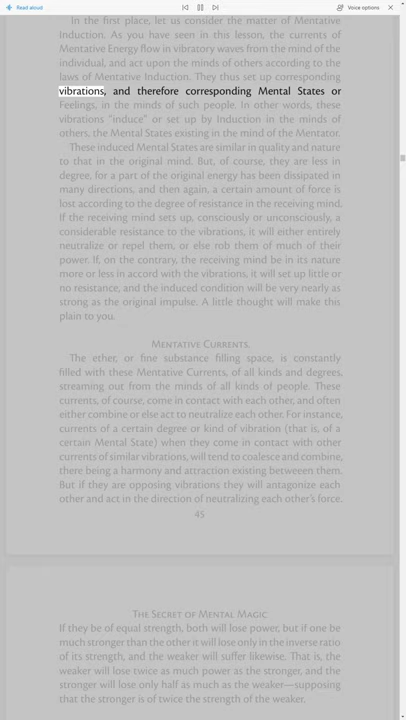 Read aloud
Voice options
In the first place, let us consider the matter of Mentative
Induction. As you have seen in this lesson, the currents of
Mentative Energy flow in vibratory waves from the mind of the
individual, and act upon the minds of others according to the
laws of Mentative Induction. They thus set up corresponding
vibrations, and therefore corresponding Mental States or
Feelings, in the minds of such people. In other words, these
vibrations "induce" or set up by Induction in the minds of
others, the Mental States existing in the mind of the Mentator.
These induced Mental States are similar in quality and nature
to that in the original mind. But, of course, they are less in
degree, for a part of the original energy has been dissipated in
many directions, and then again, a certain amount of force is
lost according to the degree of resistance in the receiving mind.
If the receiving mind sets up, consciously or unconsciously, a
considerable resistance to the vibrations, it will either entirely
neutralize or repel them, or else rob them of much of their
power. If, on the contrary, the receiving mind be in its nature
more or less in accord with the vibrations, it will set up little or
no resistance, and the induced condition will be very nearly as
strong as the original impulse. A little thought will make this
plain to you.
Mentative Currents.
The ether, or fine substance filling space, is constantly
filled with these Mentative Currents, of all kinds and degrees,
streaming out from the minds of all kinds of people. These
currents, of course, come in contact with each other, and often
either combine or else act to neutralize each other. For instance,
currents of a certain degree or kind of vibration (that is, of a
certain Mental State) when they come in contact with other
currents of similar vibrations, will tend to coalesce and combine,
there being a harmony and attraction existing betweeen them.
But if they are opposing vibrations they will antagonize each
other and act in the direction of neutralizing each other's force.
45
The Secret of Mental Magic
If they be of equal strength, both will lose power, but if one be
much stronger than the other it will lose only in the inverse ratio
of its strength, and the weaker will suffer likewise. That is, the
weaker will lose twice as much power as the stronger, and the
stronger will lose only half as much as the weaker—supposing
that the stronger is of twice the strength of the weaker.